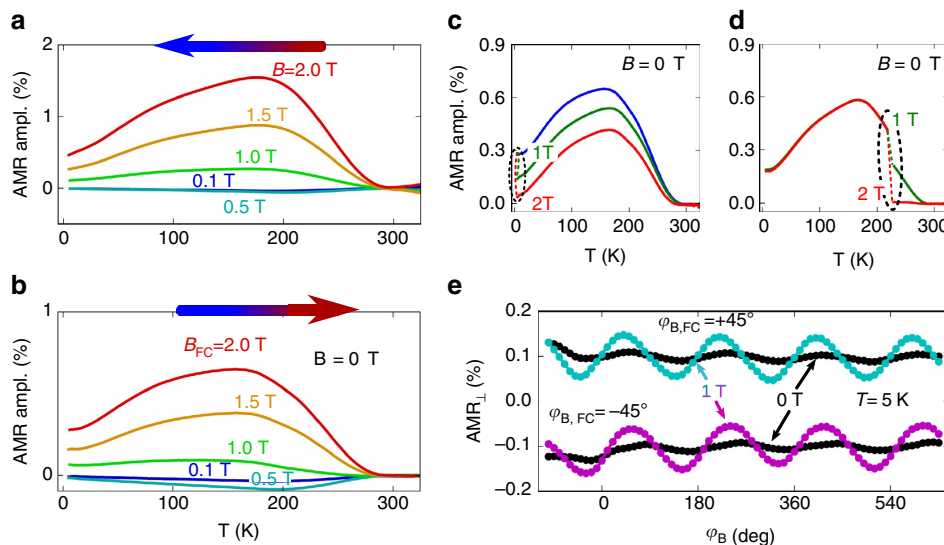 a
AMR ampl. (%)
2
1
0
B=2.0 T
1.5 T
1.0 T
0.1 T
0.5 T
0 100 200 300
b
AMR ampl. (%)
1
0
B_FC=2.0 T
B = 0 T
1.5 T
1.0 T
0.1 T
0.5 T
0 100 200 300
T (K)
c
AMR ampl. (%)
0.9
0.6
0.3
0.0
B = 0 T
1T
2T
0 100 200 300
T (K)
d
0.9
0.6
0.3
0.0
B = 0 T
1 T
2 T
0 100 200 300
T (K)
e
AMR⊥ (%)
0.2
0.1
0.0
−0.1
−0.2
φB,FC=+45°
1 T
0 T
T= 5 K
φB, FC=−45°
0 180 360 540
φB (deg)